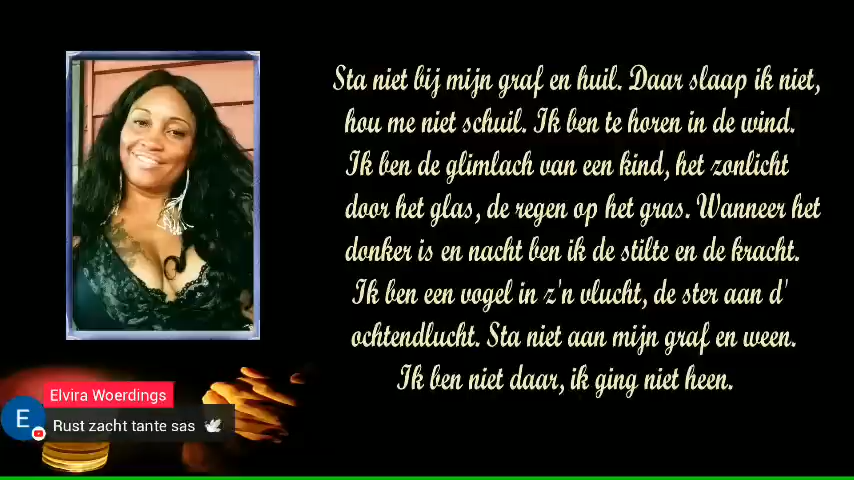 Sta niet bij mijn graf en huil. Daar slaap ik niet,
hou me niet schuil. Ik ben te horen in de wind.
Ik ben de glimlach van een kind, het zonlicht
door het glas, de regen op het gras. Wanneer het
donker is en nacht ben ik de stilte en de kracht.
Ik ben een vogel in z'n vlucht, de ster aan d'
ochtendlucht. Sta niet aan mijn graf en ween.
Ik ben niet daar, ik ging niet heen.
Elvira Woerdings
E
Rust zacht tante sas 🕊